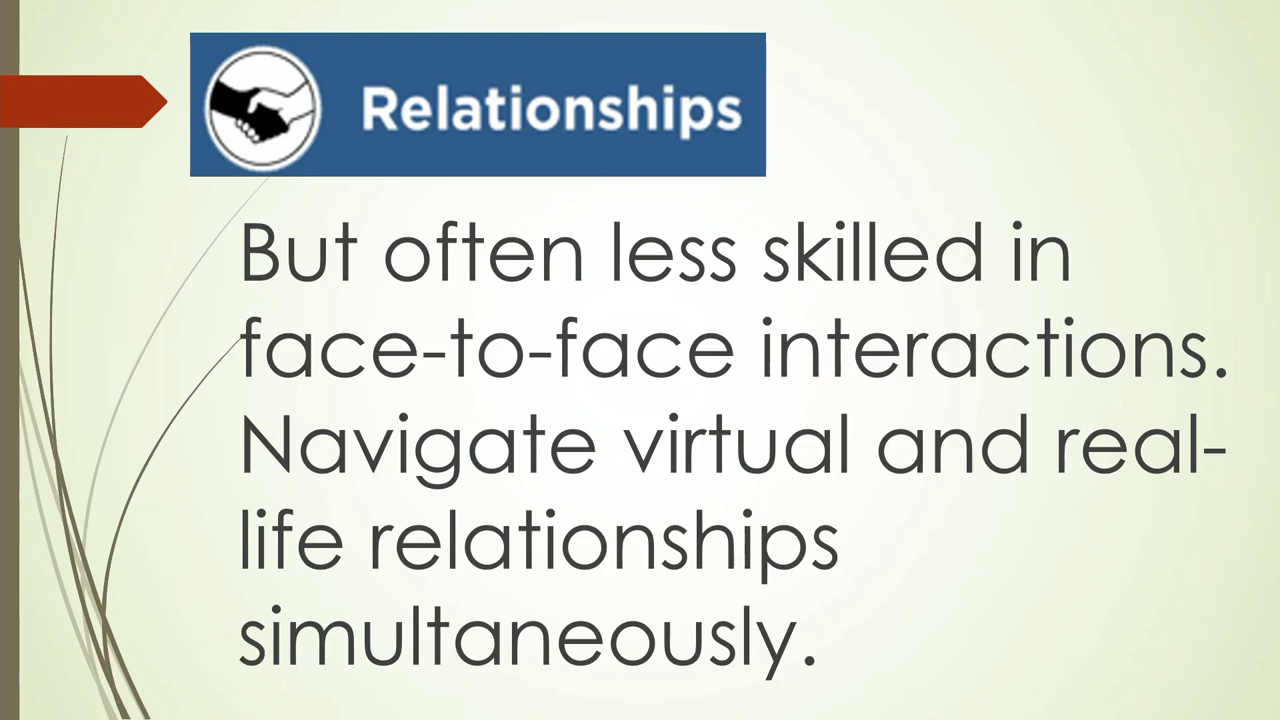 Relationships
But often less skilled in
face-to-face interactions.
Navigate virtual and real-
life relationships
simultaneously.